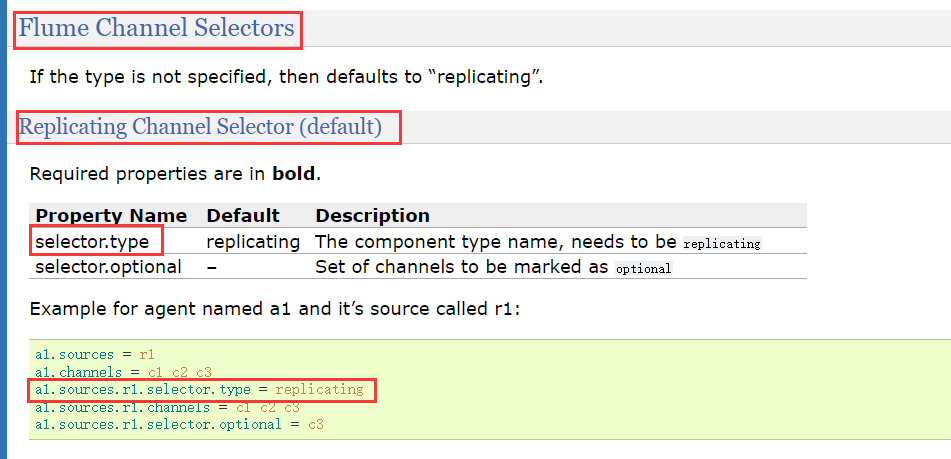 Flume Channel Selectors
If the type is not specified, then defaults to “replicating”.
Replicating Channel Selector (default)
Required properties are in bold.
Property Name Default Description
selector.type replicating The component type name, needs to be replicating
selector.optional – Set of channels to be marked as optional
Example for agent named a1 and it’s source called r1:
a1.sources = r1
a1.channels = c1 c2 c3
a1.sources.r1.selector.type = replicating
a1.sources.r1.channels = c1 c2 c3
a1.sources.r1.selector.optional = c3